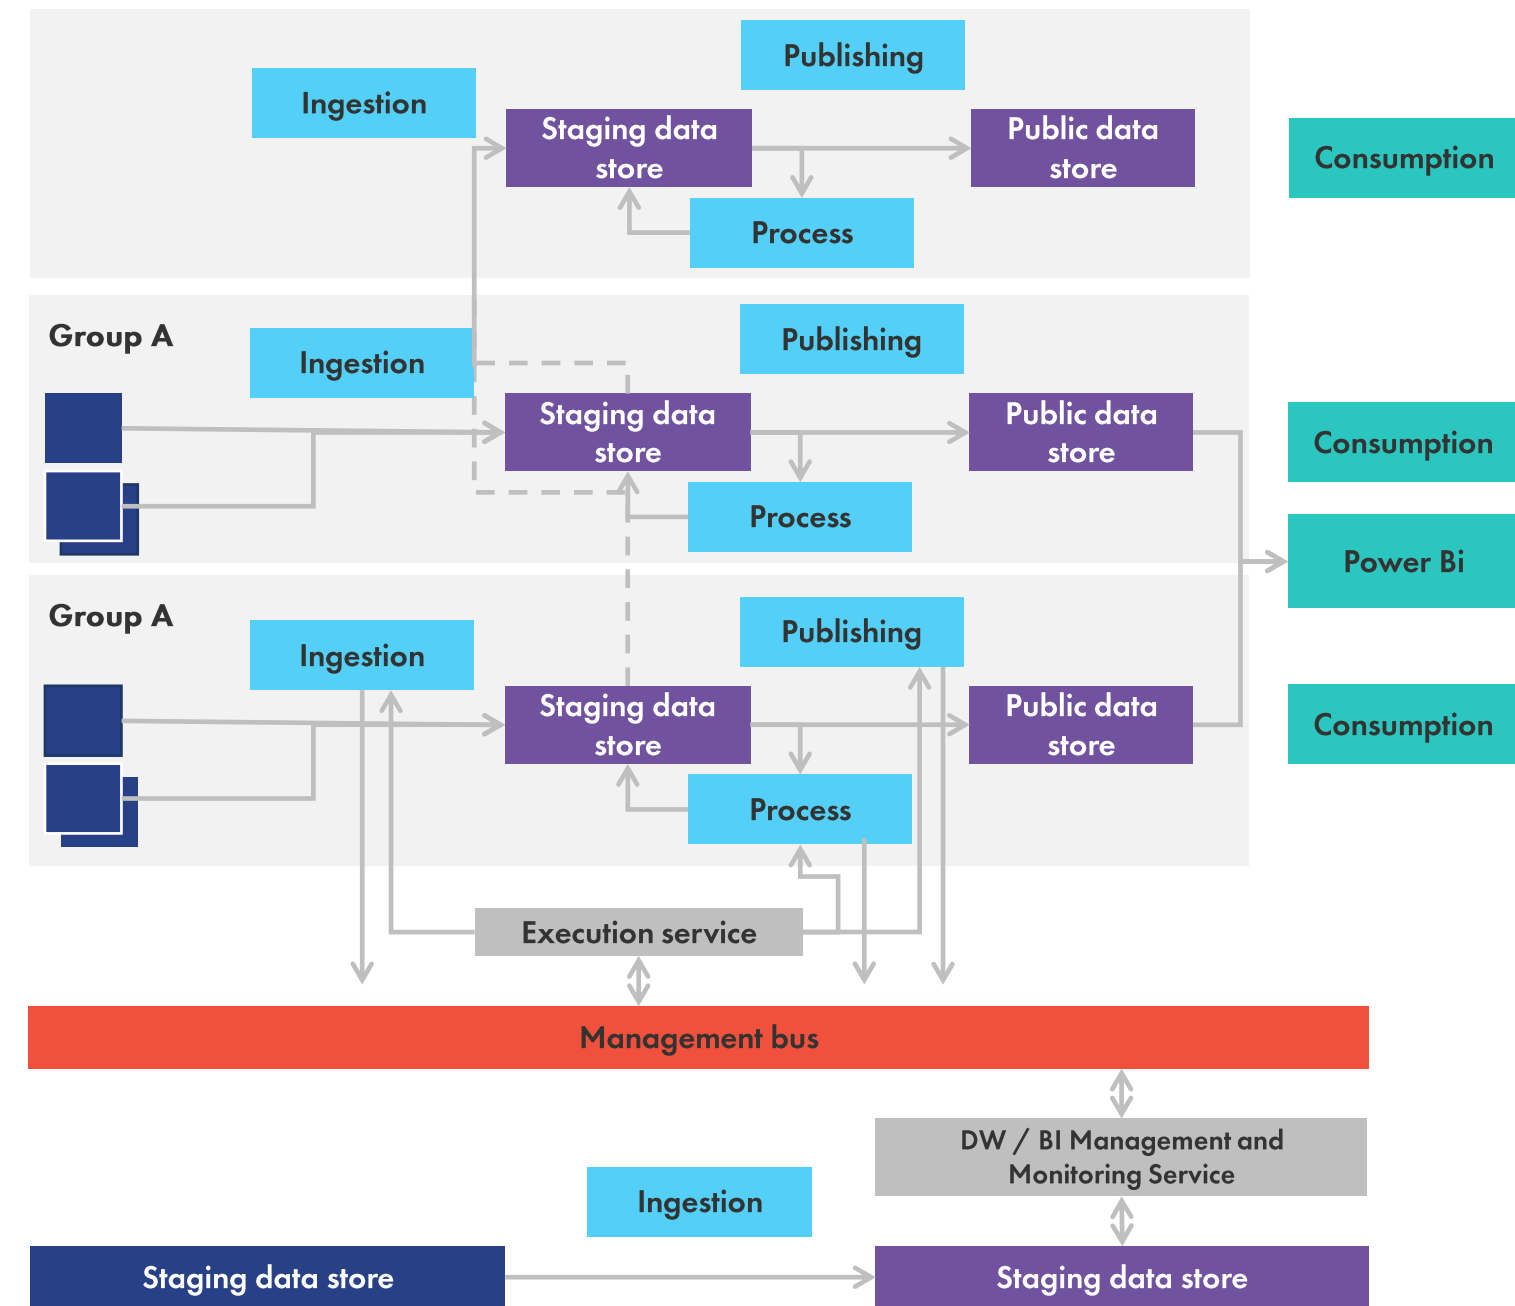 Publishing
Ingestion
Staging data
store
Public data
store
Consumption
Process
Group A
Publishing
Ingestion
Staging data
store
Public data
store
Consumption
Process
Power Bi
Group A
Publishing
Ingestion
Staging data
store
Public data
store
Consumption
Process
Execution service
Management bus
DW / BI Management and
Monitoring Service
Ingestion
Staging data store
Staging data store